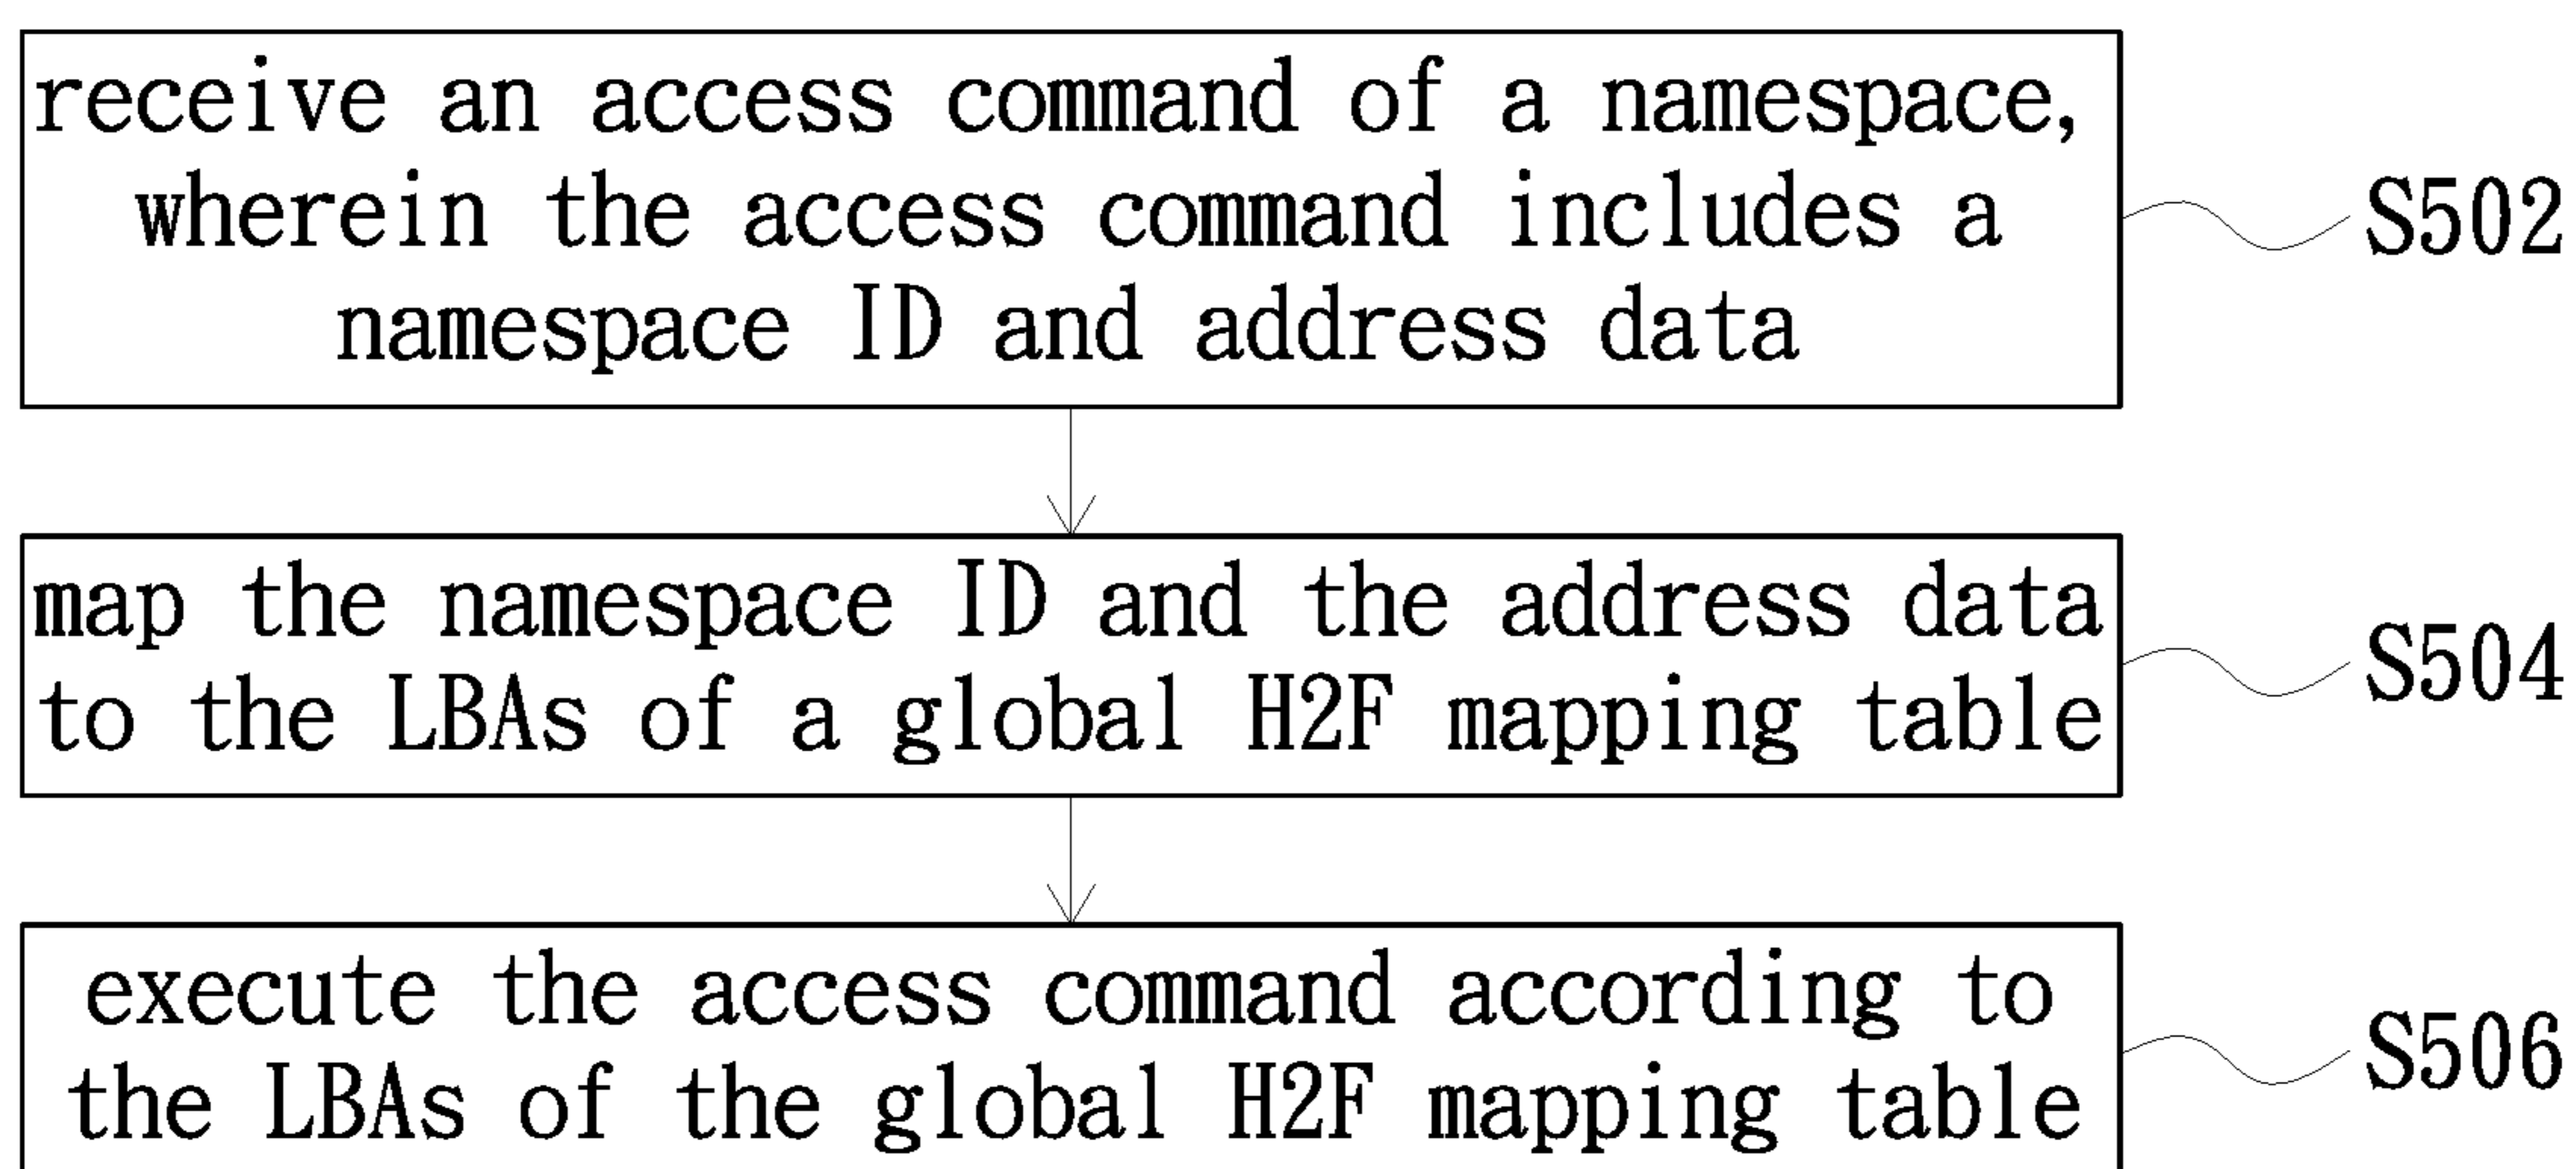 receive an access command of a namespace,
wherein the access command includes a
namespace ID and address data
S502
map the namespace ID and the address data
to the LBAs of a global H2F mapping table
S504
execute the access command according to
the LBAs of the global H2F mapping table
S506